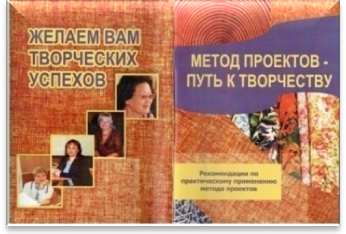 ЖЕЛАЕМ ВАМ
ТВОРЧЕСКИХ
УСПЕХОВ
МЕТОД ПРОЕКТОВ -
ПУТЬ К ТВОРЧЕСТВУ
Рекомендации по
практическому применению
метода проектов